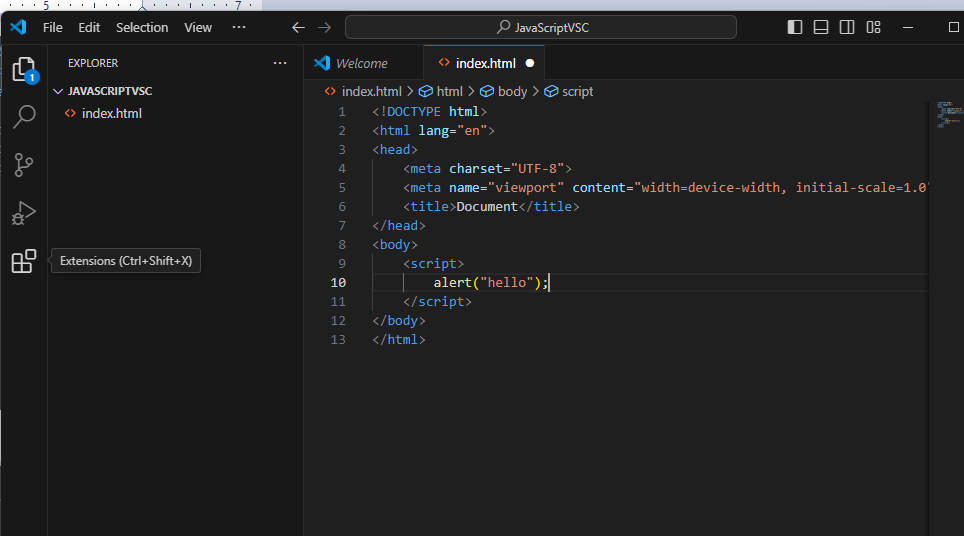 5 6 7
File Edit Selection View ··· JavaScriptVSC
EXPLORER ···
Welcome index.html
1
JAVASCRIPTVSC
index.html > html > body > script
index.html
1 <!DOCTYPE html>
2 <html lang="en">
3 <head>
4 <meta charset="UTF-8">
5 <meta name="viewport" content="width=device-width, initial-scale=1.0"
6 <title>Document</title>
7 </head>
8 <body>
9 <script>
10 alert("hello");
11 </script>
12 </body>
13 </html>
Extensions (Ctrl+Shift+X)